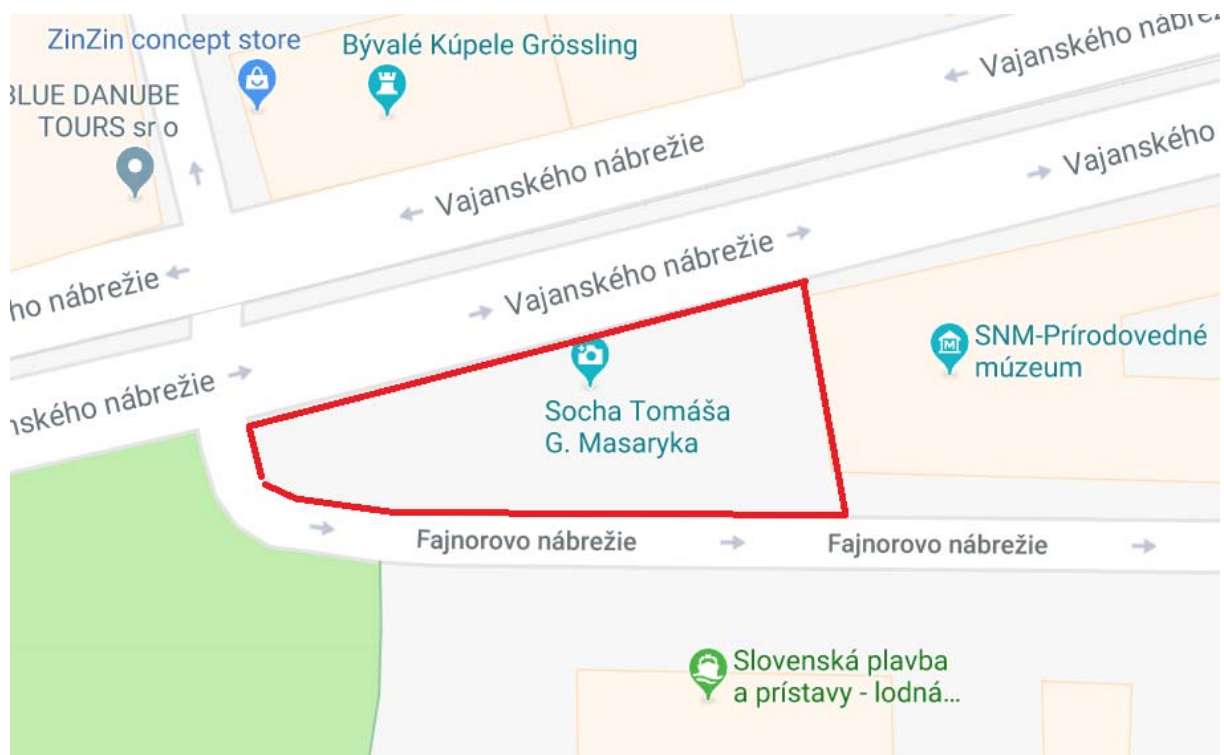 ZinZin concept store
Bývalé Kúpele Grössling
BLUE DANUBE
TOURS sr o
Vajanského nábrež
Vajanského nábrežie
Vajanského
ho nábrežie
Vajanského nábrežie
nského nábrežie
SNM-Prírodovedné
múzeum
Socha Tomáša
G. Masaryka
Fajnorovo nábrežie
Fajnorovo nábrežie
Slovenská plavba
a prístavy - lodná...